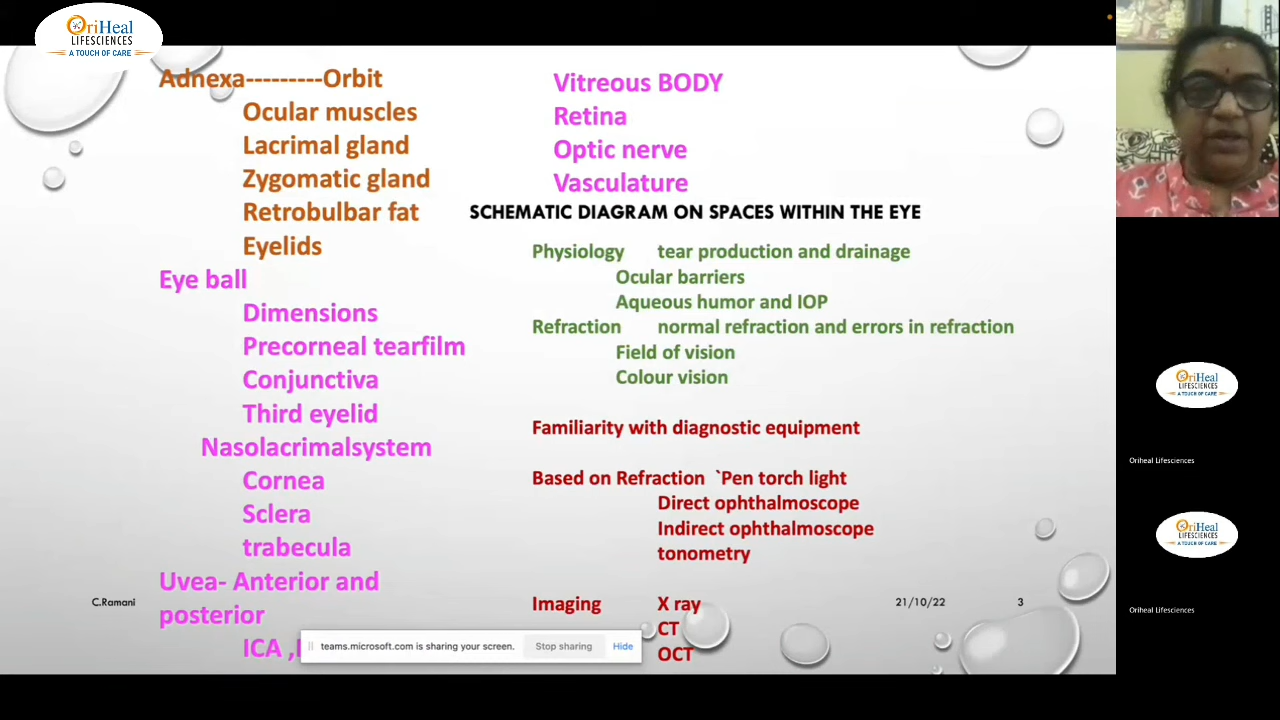 OriHeal
LIFESCIENCES
A TOUCH OF CARE
Adnexa---------Orbit
Ocular muscles
Lacrimal gland
Zygomatic gland
Retrobulbar fat
Eyelids
Eye ball
Dimensions
Precorneal tearfilm
Conjunctiva
Third eyelid
Nasolacrimalsystem
Cornea
Sclera
trabecula
Uvea- Anterior and
posterior
ICA ,
Vitreous BODY
Retina
Optic nerve
Vasculature
SCHEMATIC DIAGRAM ON SPACES WITHIN THE EYE
Physiology tear production and drainage
Ocular barriers
Aqueous humor and IOP
Refraction normal refraction and errors in refraction
Field of vision
Colour vision
Familiarity with diagnostic equipment
Based on Refraction `Pen torch light
Direct ophthalmoscope
Indirect ophthalmoscope
tonometry
Imaging X ray
CT
OCT
C.Ramani
21/10/22
3
teams.microsoft.com is sharing your screen. Stop sharing Hide
OriHeal
LIFESCIENCES
A TOUCH OF CARE
Oriheal Lifesciences
OriHeal
LIFESCIENCES
A TOUCH OF CARE
Oriheal Lifesciences